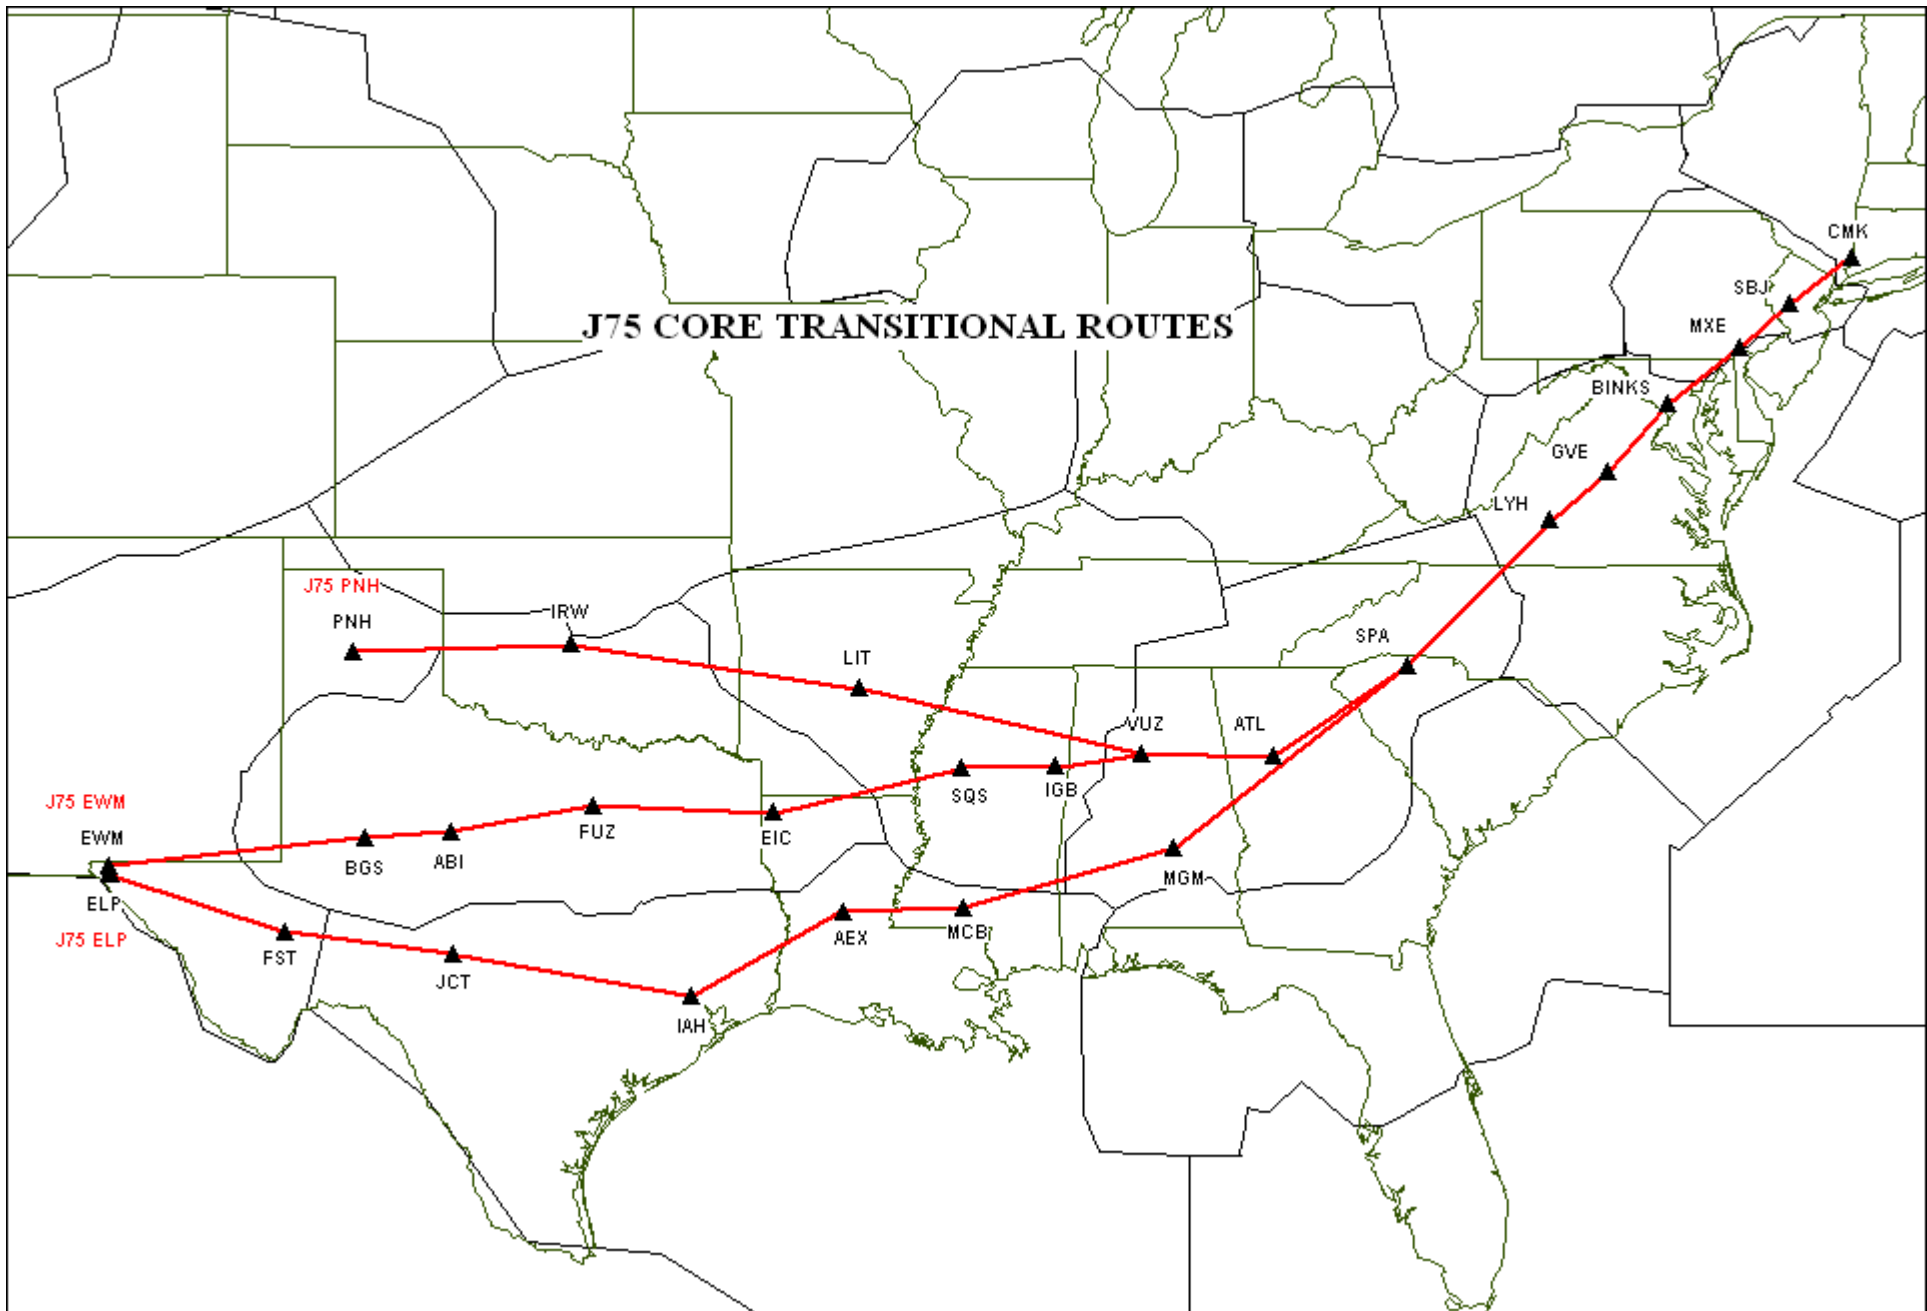 CMK
SBJ
J75 CORE TRANSITIONAL ROUTES
MXE
BINKS
GVE
LYH
J75 PNH
PNH
IRW
SPA
LIT
VUZ
ATL
J75 EWM
SQS
IGB
EWM
FUZ
EIC
BGS
ABI
MGM
ELP
J75 ELP
FST
JCT
AEX
MCB
IAH